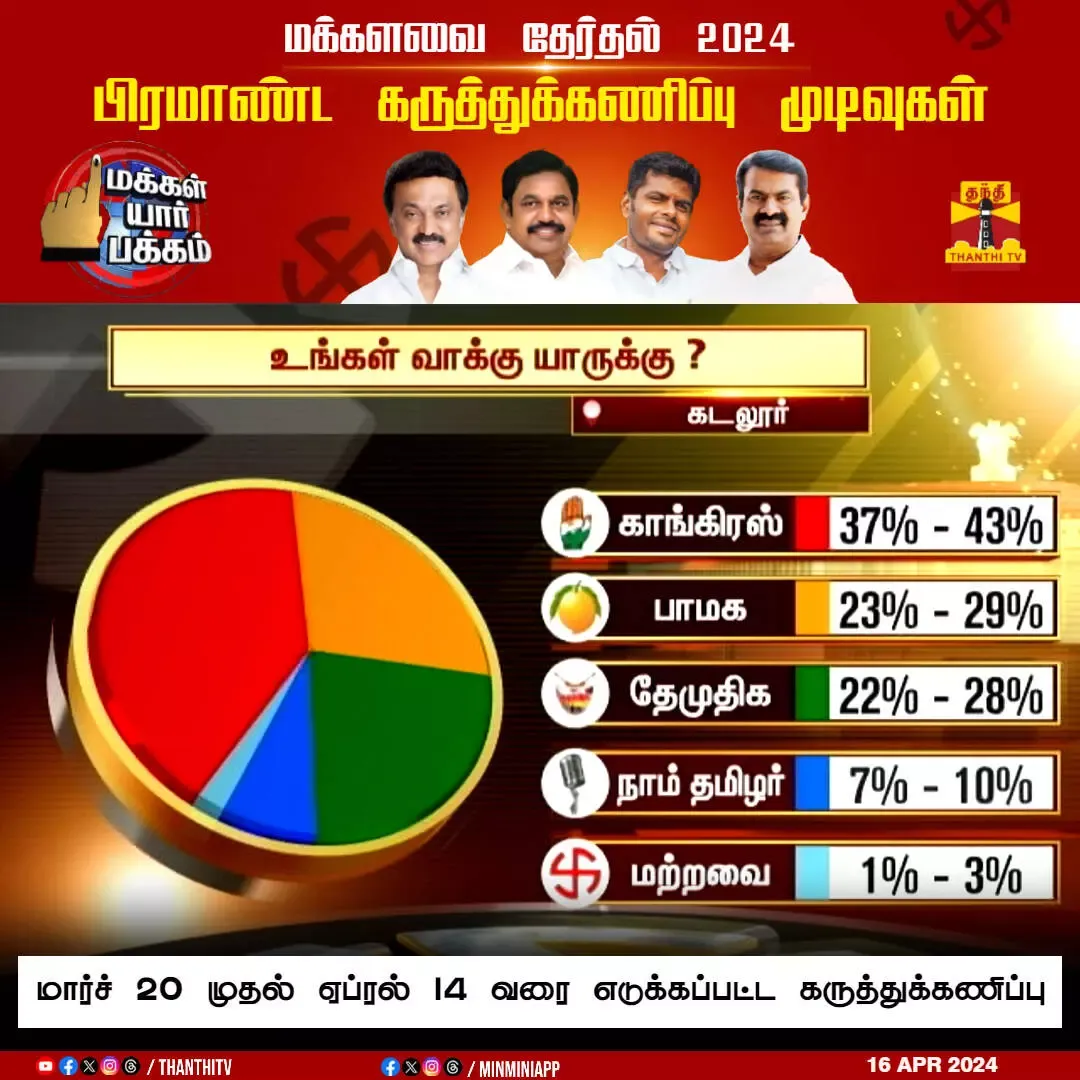 மக்களவை தேர்தல் 2024
பிரமாண்ட கருத்துக்கணிப்பு முடிவுகள்
மக்கள்
யார்
பக்கம்
தந்தி
THANTHI TV
உங்கள் வாக்கு யாருக்கு ?
கடலூர்
காங்கிரஸ் 37% - 43%
பாமக 23% - 29%
தேமுதிக 22% - 28%
நாம் தமிழர் 7% - 10%
மற்றவை 1% - 3%
மார்ச் 20 முதல் ஏப்ரல் 14 வரை எடுக்கப்பட்ட கருத்துக்கணிப்பு
/ THANTHITV / MINMINIAPP 16 APR 2024